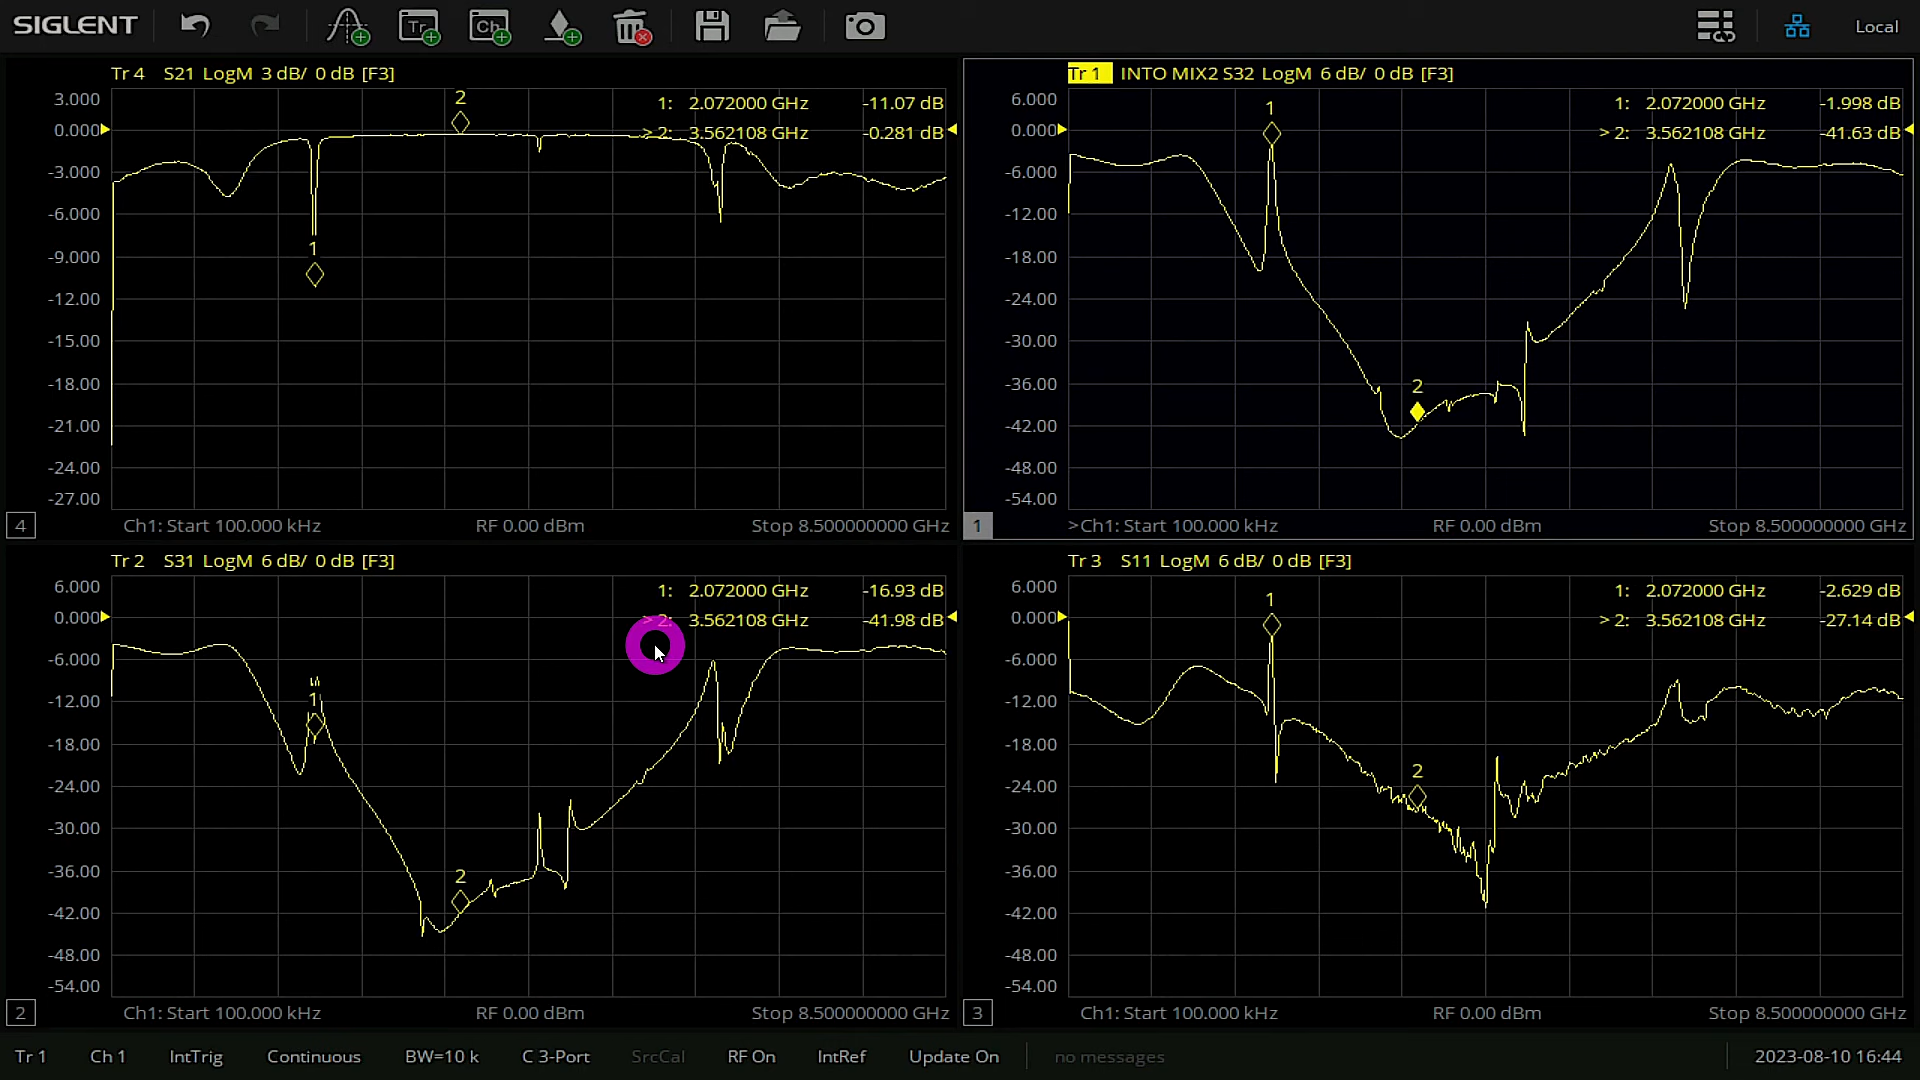 SIGLENT Tr Ch Local
Tr 4 S21 LogM 3 dB/ 0 dB [F3]
3.000
0.000
-3.000
-6.000
-9.000
-12.00
-15.00
-18.00
-21.00
-24.00
-27.00
1: 2.072000 GHz -11.07 dB
> 2: 3.562108 GHz -0.281 dB
2
1
4 Ch1: Start 100.000 kHz RF 0.00 dBm Stop 8.500000000 GHz
Tr 1 INTO MIX2 S32 LogM 6 dB/ 0 dB [F3]
6.000
0.000
-6.000
-12.00
-18.00
-24.00
-30.00
-36.00
-42.00
-48.00
-54.00
1: 2.072000 GHz -1.998 dB
> 2: 3.562108 GHz -41.63 dB
1
2
1 >Ch1: Start 100.000 kHz RF 0.00 dBm Stop 8.500000000 GHz
Tr 2 S31 LogM 6 dB/ 0 dB [F3]
6.000
0.000
-6.000
-12.00
-18.00
-24.00
-30.00
-36.00
-42.00
-48.00
-54.00
1: 2.072000 GHz -16.93 dB
> 2: 3.562108 GHz -41.98 dB
1
2
2 Ch1: Start 100.000 kHz RF 0.00 dBm Stop 8.500000000 GHz
Tr 3 S11 LogM 6 dB/ 0 dB [F3]
6.000
0.000
-6.000
-12.00
-18.00
-24.00
-30.00
-36.00
-42.00
-48.00
-54.00
1: 2.072000 GHz -2.629 dB
> 2: 3.562108 GHz -27.14 dB
1
2
3 Ch1: Start 100.000 kHz RF 0.00 dBm Stop 8.500000000 GHz
Tr 1 Ch 1 IntTrig Continuous BW=10 k C 3-Port SrcCal RF On IntRef Update On no messages 2023-08-10 16:44